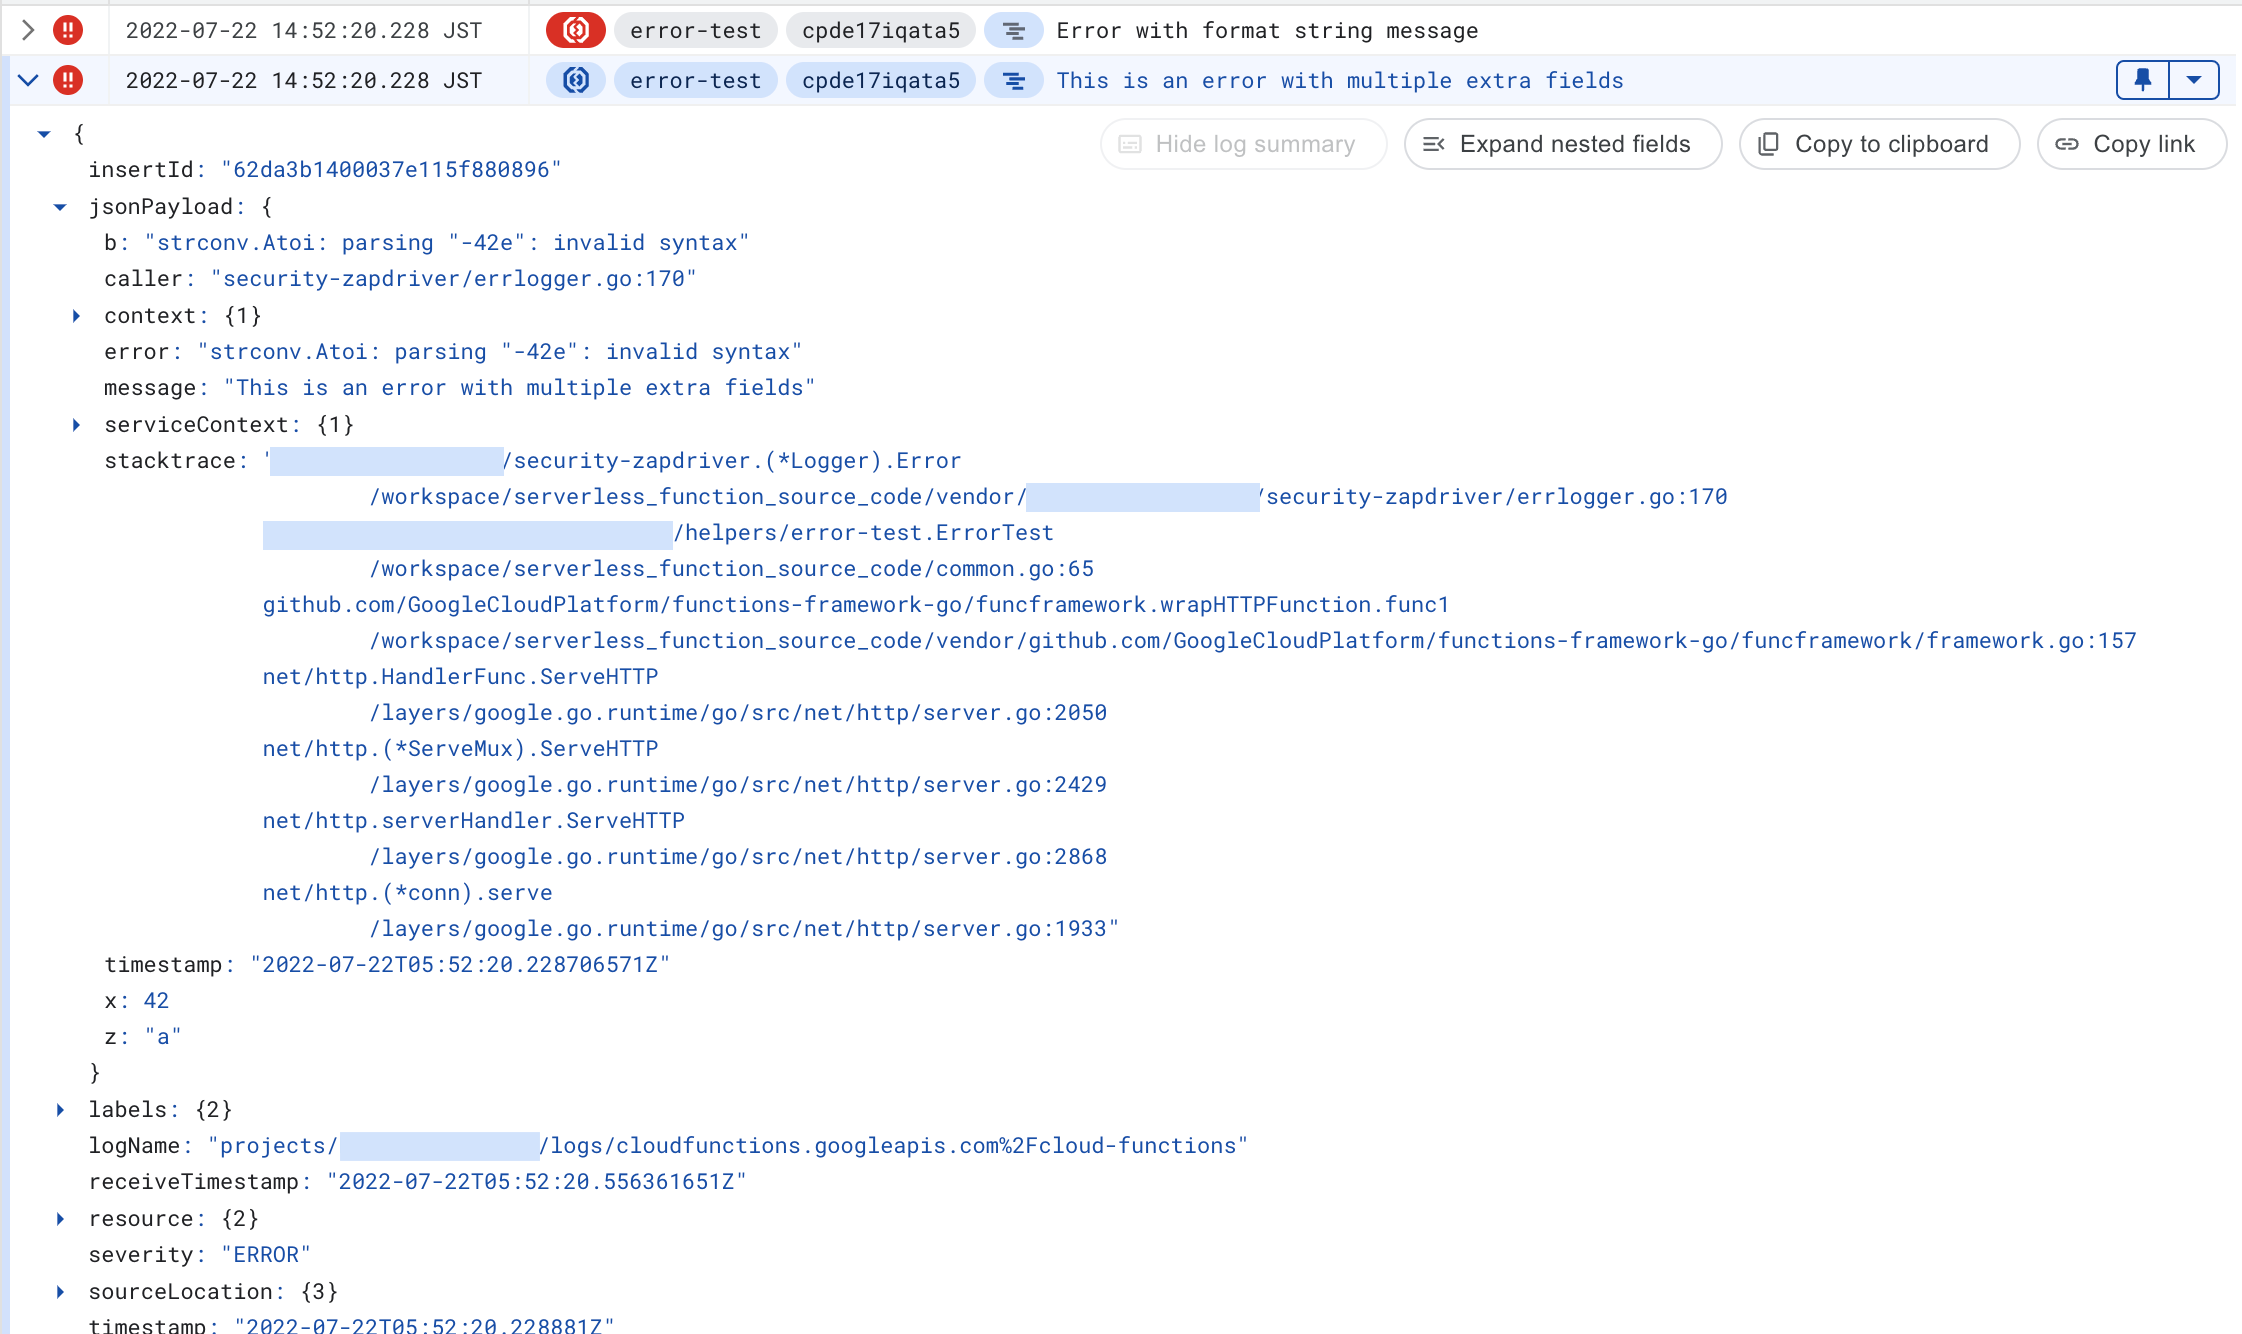 2022-07-22 14:52:20.228 JST error-test cpde17iqata5 Error with format string message
2022-07-22 14:52:20.228 JST error-test cpde17iqata5 This is an error with multiple extra fields
{
Hide log summary Expand nested fields Copy to clipboard Copy link
insertId: "62da3b1400037e115f880896"
jsonPayload: {
b: "strconv.Atoi: parsing "-42e": invalid syntax"
caller: "security-zapdriver/errlogger.go:170"
context: {1}
error: "strconv.Atoi: parsing "-42e": invalid syntax"
message: "This is an error with multiple extra fields"
serviceContext: {1}
stacktrace: "/security-zapdriver.(*Logger).Error
/workspace/serverless_function_source_code/vendor/ /security-zapdriver/errlogger.go:170
/helpers/error-test.ErrorTest
/workspace/serverless_function_source_code/common.go:65
github.com/GoogleCloudPlatform/functions-framework-go/funcframework.wrapHTTPFunction.func1
/workspace/serverless_function_source_code/vendor/github.com/GoogleCloudPlatform/functions-framework-go/funcframework/framework.go:157
net/http.HandlerFunc.ServeHTTP
/layers/google.go.runtime/go/src/net/http/server.go:2050
net/http.(*ServeMux).ServeHTTP
/layers/google.go.runtime/go/src/net/http/server.go:2429
net/http.serverHandler.ServeHTTP
/layers/google.go.runtime/go/src/net/http/server.go:2868
net/http.(*conn).serve
/layers/google.go.runtime/go/src/net/http/server.go:1933"
timestamp: "2022-07-22T05:52:20.228706571Z"
x: 42
z: "a"
}
labels: {2}
logName: "projects/ /logs/cloudfunctions.googleapis.com%2Fcloud-functions"
receiveTimestamp: "2022-07-22T05:52:20.556361651Z"
resource: {2}
severity: "ERROR"
sourceLocation: {3}
timestamp: "2022-07-22T05:52:20.228881Z"